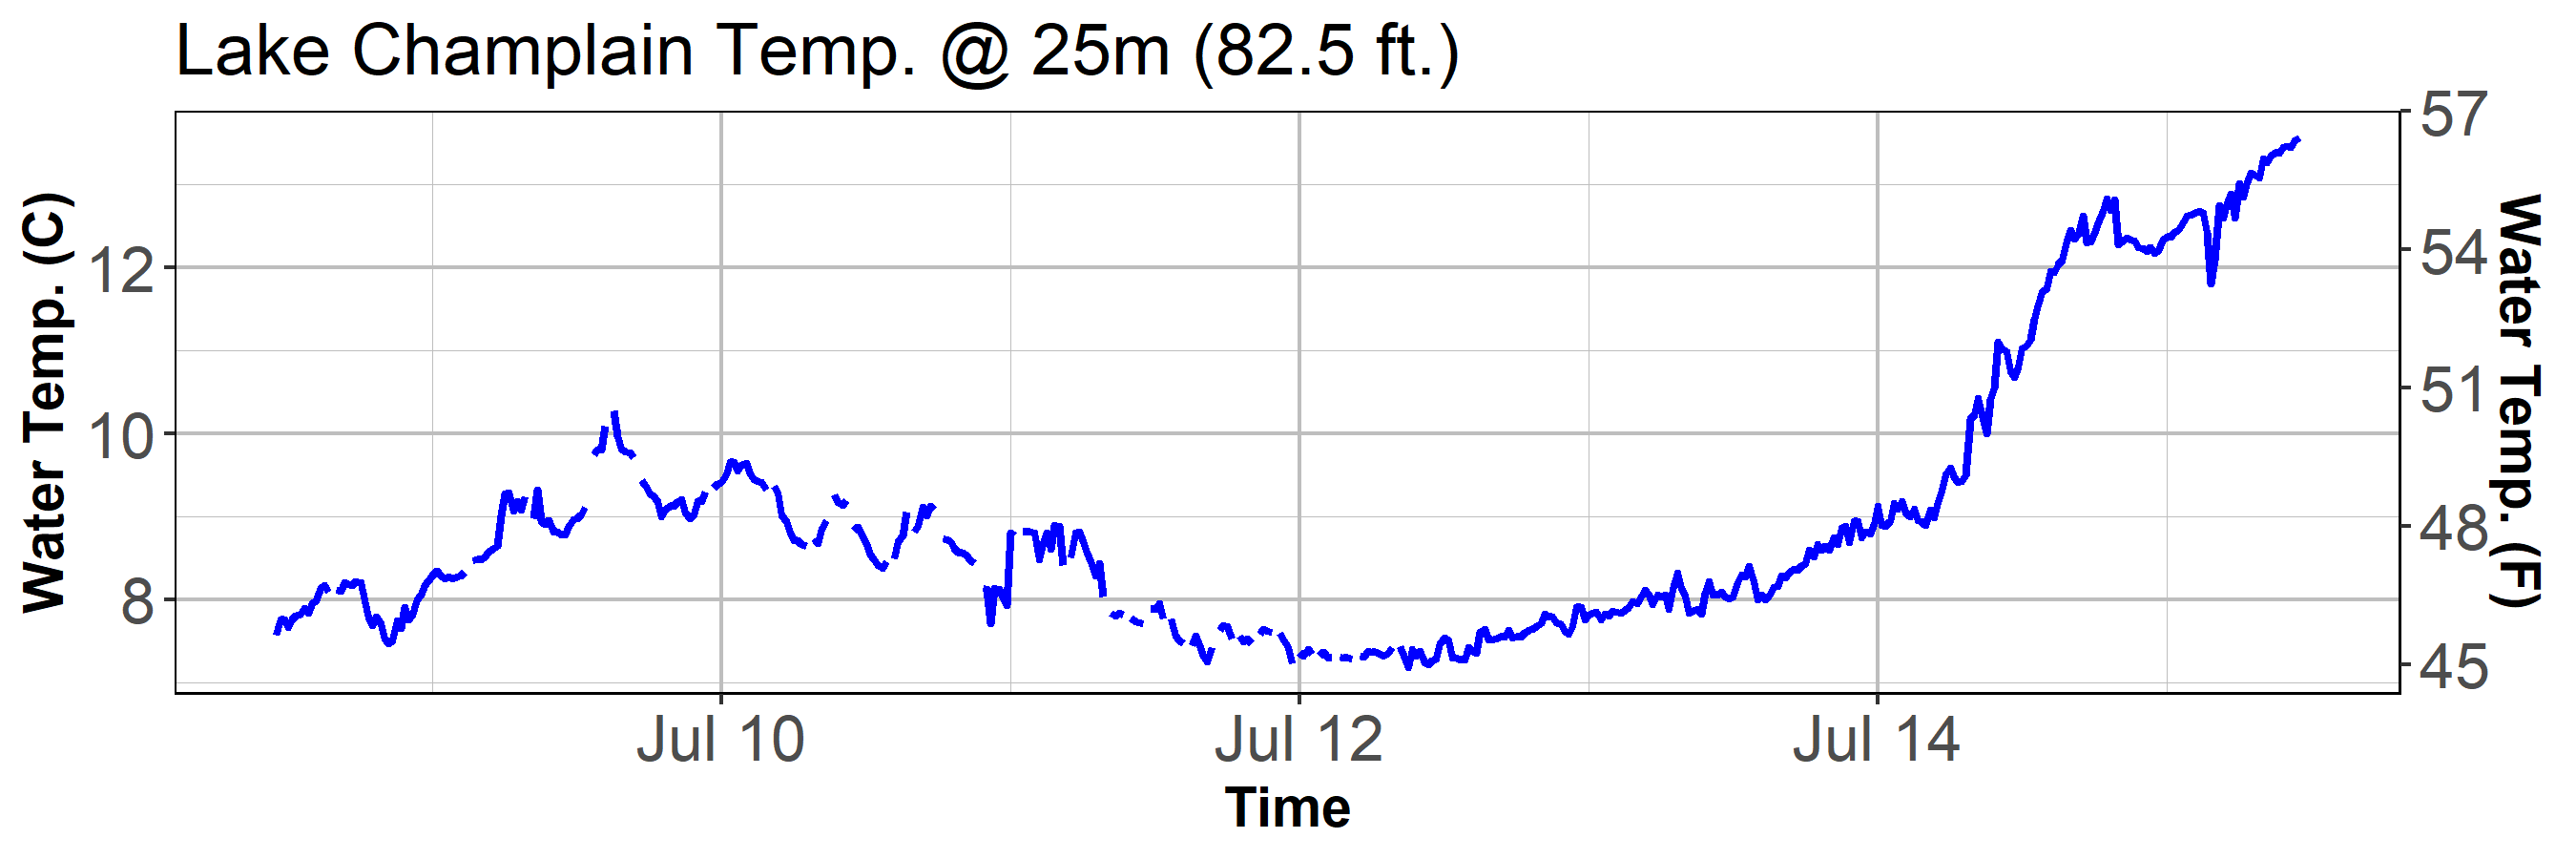 Lake Champlain Temp. @ 25m (82.5 ft.)
Water Temp. (C)
12
10
8
57
54
51
48
45
Water Temp. (F)
Jul 10
Jul 12
Jul 14
Time